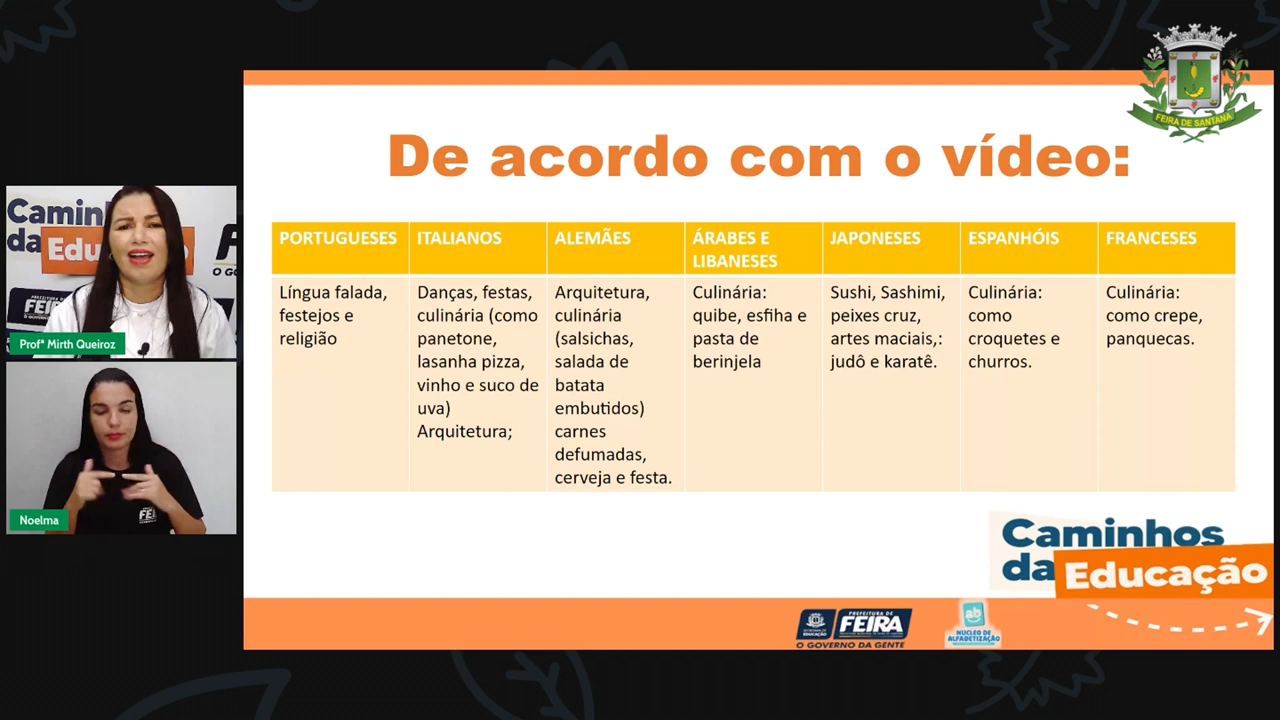 FEIRA DE SANTANA
De acordo com o vídeo:
PORTUGUESES
Língua falada,
festejos e
religião
ITALIANOS
Danças, festas,
culinária (como
panetone,
lasanha pizza,
vinho e suco de
uva)
Arquitetura;
ALEMÃES
Arquitetura,
culinária
(salsichas,
salada de
batata
embutidos)
carnes
defumadas,
cerveja e festa.
ÁRABES E
LIBANESES
Culinária:
quibe, esfiha e
pasta de
berinjela
JAPONESES
Sushi, Sashimi,
peixes cruz,
artes maciais,:
judô e karatê.
ESPANHÓIS
Culinária:
como
croquetes e
churros.
FRANCESES
Culinária:
como crepe,
panquecas.
Profª Mirth Queiroz
Noelma
Caminhos
da Educação
PREFEITURA DE
FEIRA
O GOVERNO DA GENTE
ab
NÚCLEO DE
ALFABETIZAÇÃO